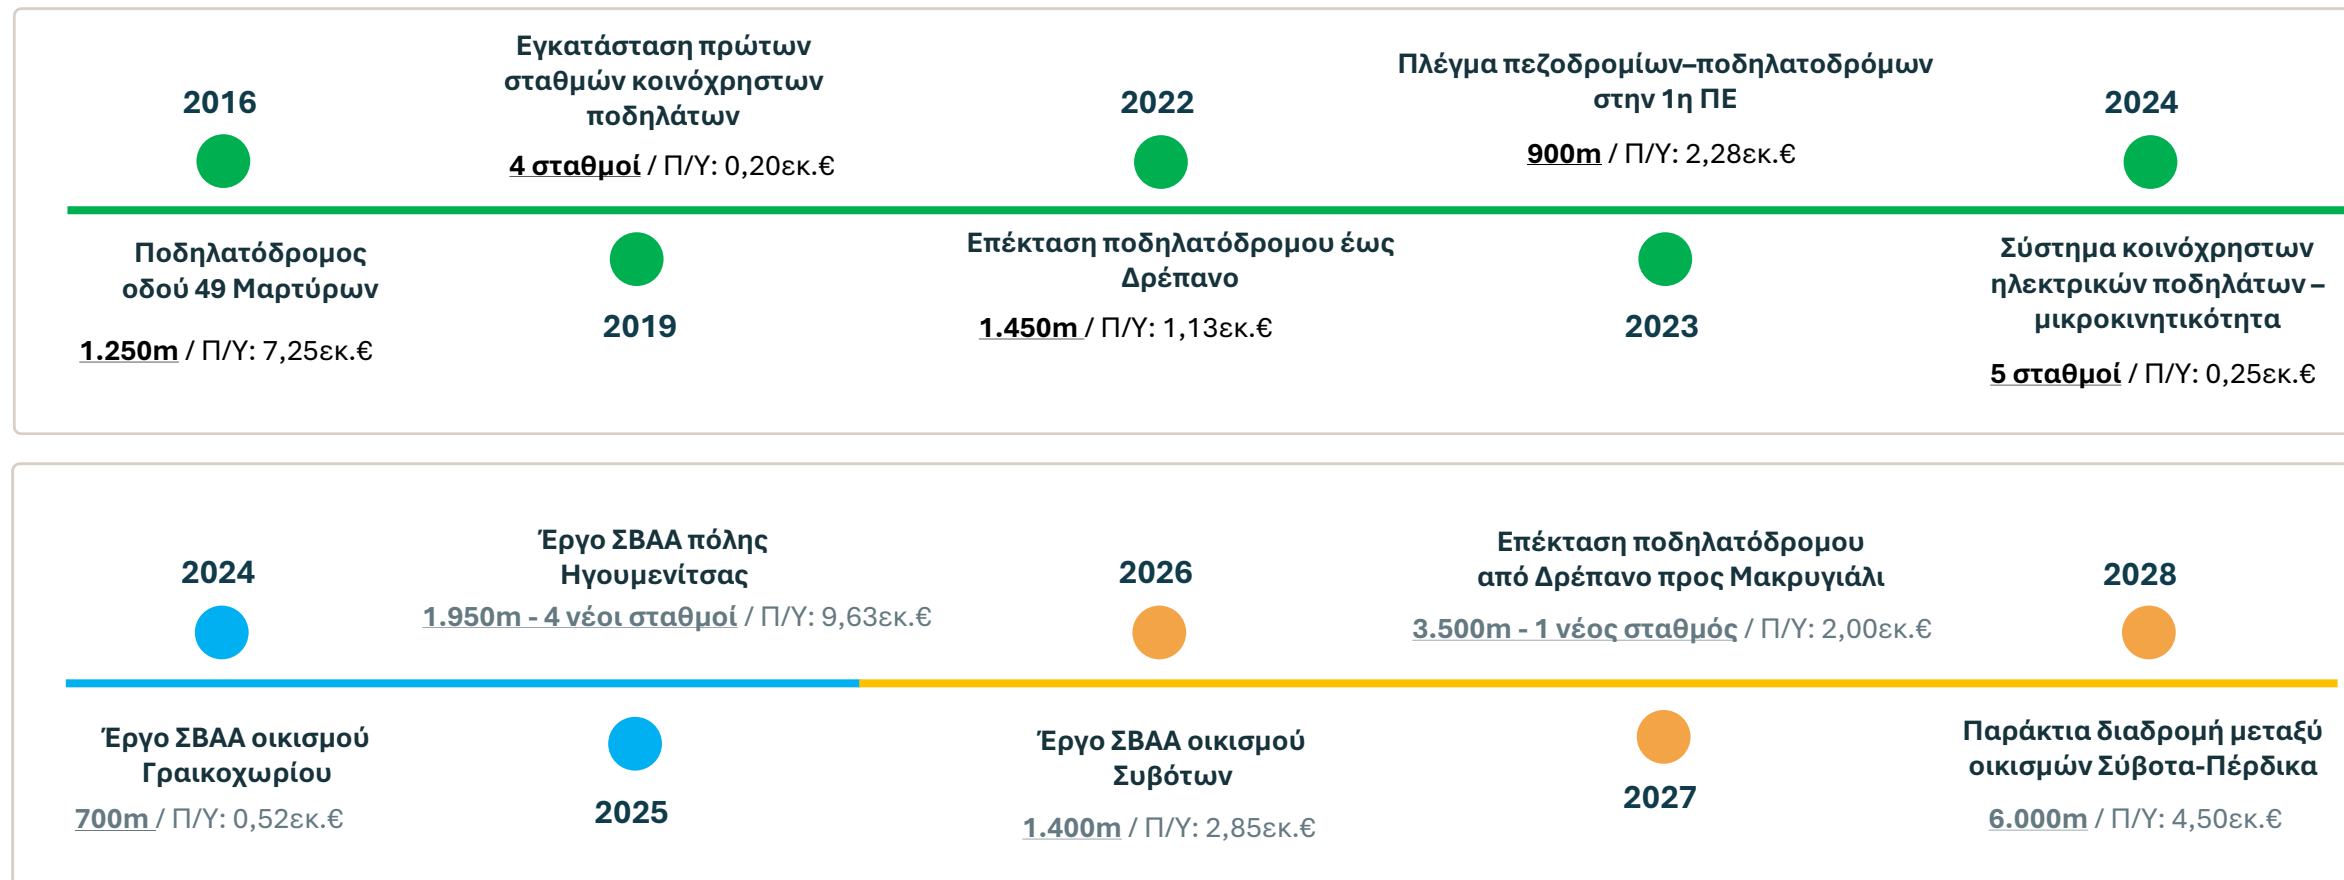 2016
Ποδηλατόδρομος
οδού 49 Μαρτύρων
1.250m / Π/Υ: 7,25εκ.€
Εγκατάσταση πρώτων
σταθμών κοινόχρηστων
ποδηλάτων
4 σταθμοί / Π/Υ: 0,20εκ.€
2019
2022
Επέκταση ποδηλατόδρομου έως
Δρέπανο
1.450m / Π/Υ: 1,13εκ.€
Πλέγμα πεζοδρομίων–ποδηλατοδρόμων
στην 1η ΠΕ
900m / Π/Υ: 2,28εκ.€
2023
2024
Σύστημα κοινόχρηστων
ηλεκτρικών ποδηλάτων –
μικροκινητικότητα
5 σταθμοί / Π/Υ: 0,25εκ.€
2024
Έργο ΣΒΑΑ οικισμού
Γραικοχωρίου
700m / Π/Υ: 0,52εκ.€
Έργο ΣΒΑΑ πόλης
Ηγουμενίτσας
1.950m - 4 νέοι σταθμοί / Π/Υ: 9,63εκ.€
2025
2026
Έργο ΣΒΑΑ οικισμού
Συβότων
1.400m / Π/Υ: 2,85εκ.€
Επέκταση ποδηλατόδρομου
από Δρέπανο προς Μακρυγιάλι
3.500m - 1 νέος σταθμός / Π/Υ: 2,00εκ.€
2027
2028
Παράκτια διαδρομή μεταξύ
οικισμών Σύβοτα-Πέρδικα
6.000m / Π/Υ: 4,50εκ.€